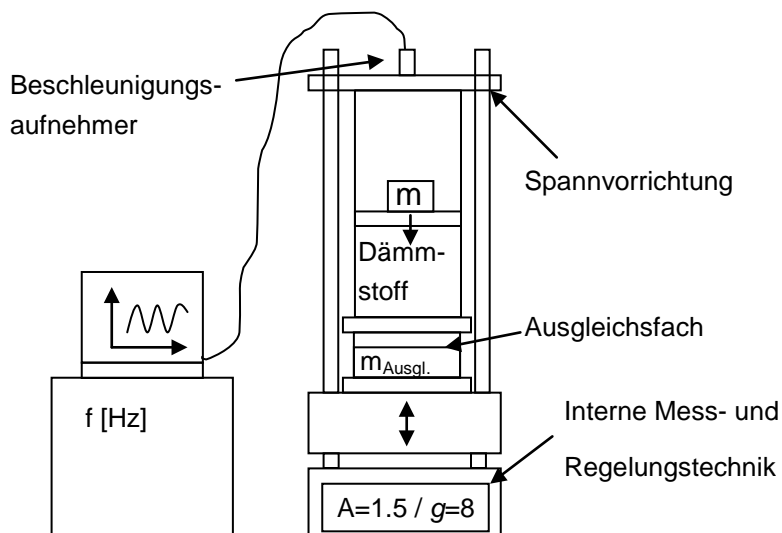 Beschleunigungs-
aufnehmer
Spannvorrichtung
m
Dämm-
stoff
Ausgleichsfach
mAusgl.
f [Hz]
Interne Mess- und
Regelungstechnik
A=1.5 / g=8